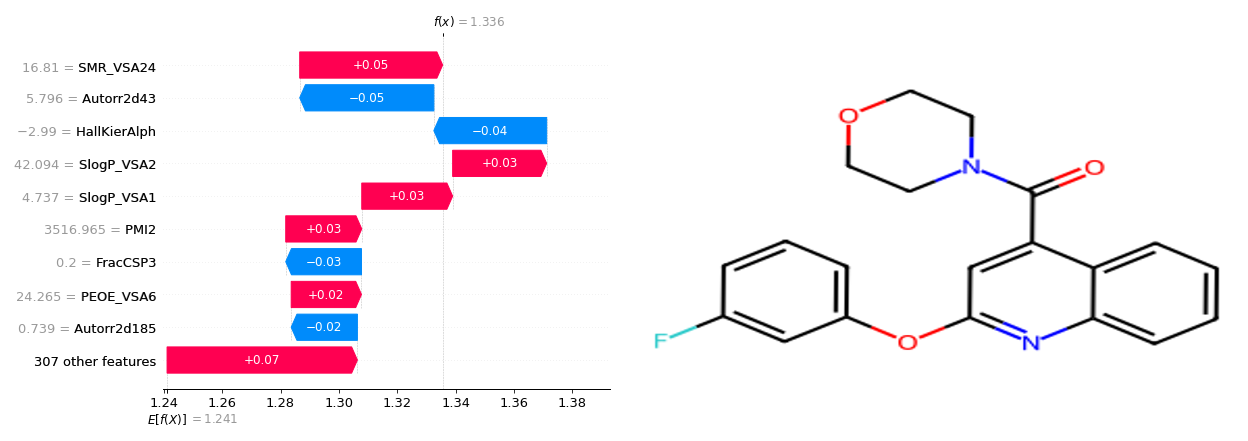 f(x) = 1.336
16.81 = SMR_VSA24
+0.05
5.796 = Autorr2d43
−0.05
−2.99 = HallKierAlph
−0.04
42.094 = SlogP_VSA2
+0.03
4.737 = SlogP_VSA1
+0.03
3516.965 = PMI2
+0.03
0.2 = FracCSP3
−0.03
24.265 = PEOE_VSA6
+0.02
0.739 = Autorr2d185
−0.02
307 other features
+0.07
1.24 1.26 1.28 1.30 1.32 1.34 1.36 1.38
E[f(X)] = 1.241
O
N
O
F
O
N